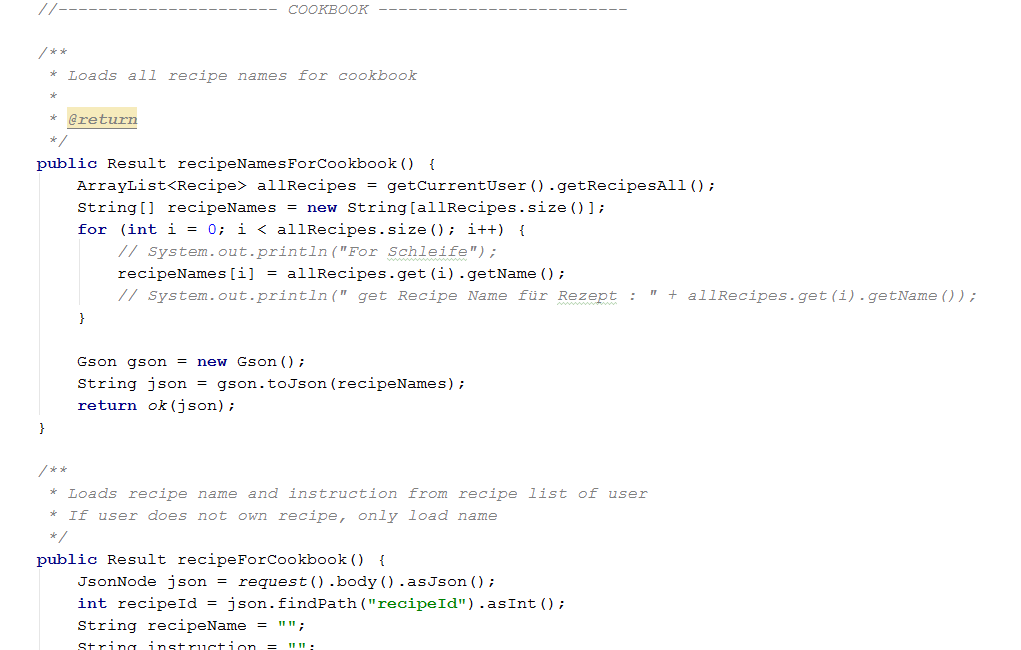 //---------------------- COOKBOOK -------------------------
/**
 * Loads all recipe names for cookbook
 *
 * @return
 */
public Result recipeNamesForCookbook() {
    ArrayList<Recipe> allRecipes = getCurrentUser().getRecipesAll();
    String[] recipeNames = new String[allRecipes.size()];
    for (int i = 0; i < allRecipes.size(); i++) {
        // System.out.println("For Schleife");
        recipeNames[i] = allRecipes.get(i).getName();
        // System.out.println(" get Recipe Name für Rezept : " + allRecipes.get(i).getName());
    }
    Gson gson = new Gson();
    String json = gson.toJson(recipeNames);
    return ok(json);
}
/**
 * Loads recipe name and instruction from recipe list of user
 * If user does not own recipe, only load name
 */
public Result recipeForCookbook() {
    JsonNode json = request().body().asJson();
    int recipeId = json.findPath("recipeId").asInt();
    String recipeName = "";
    String instruction = "";